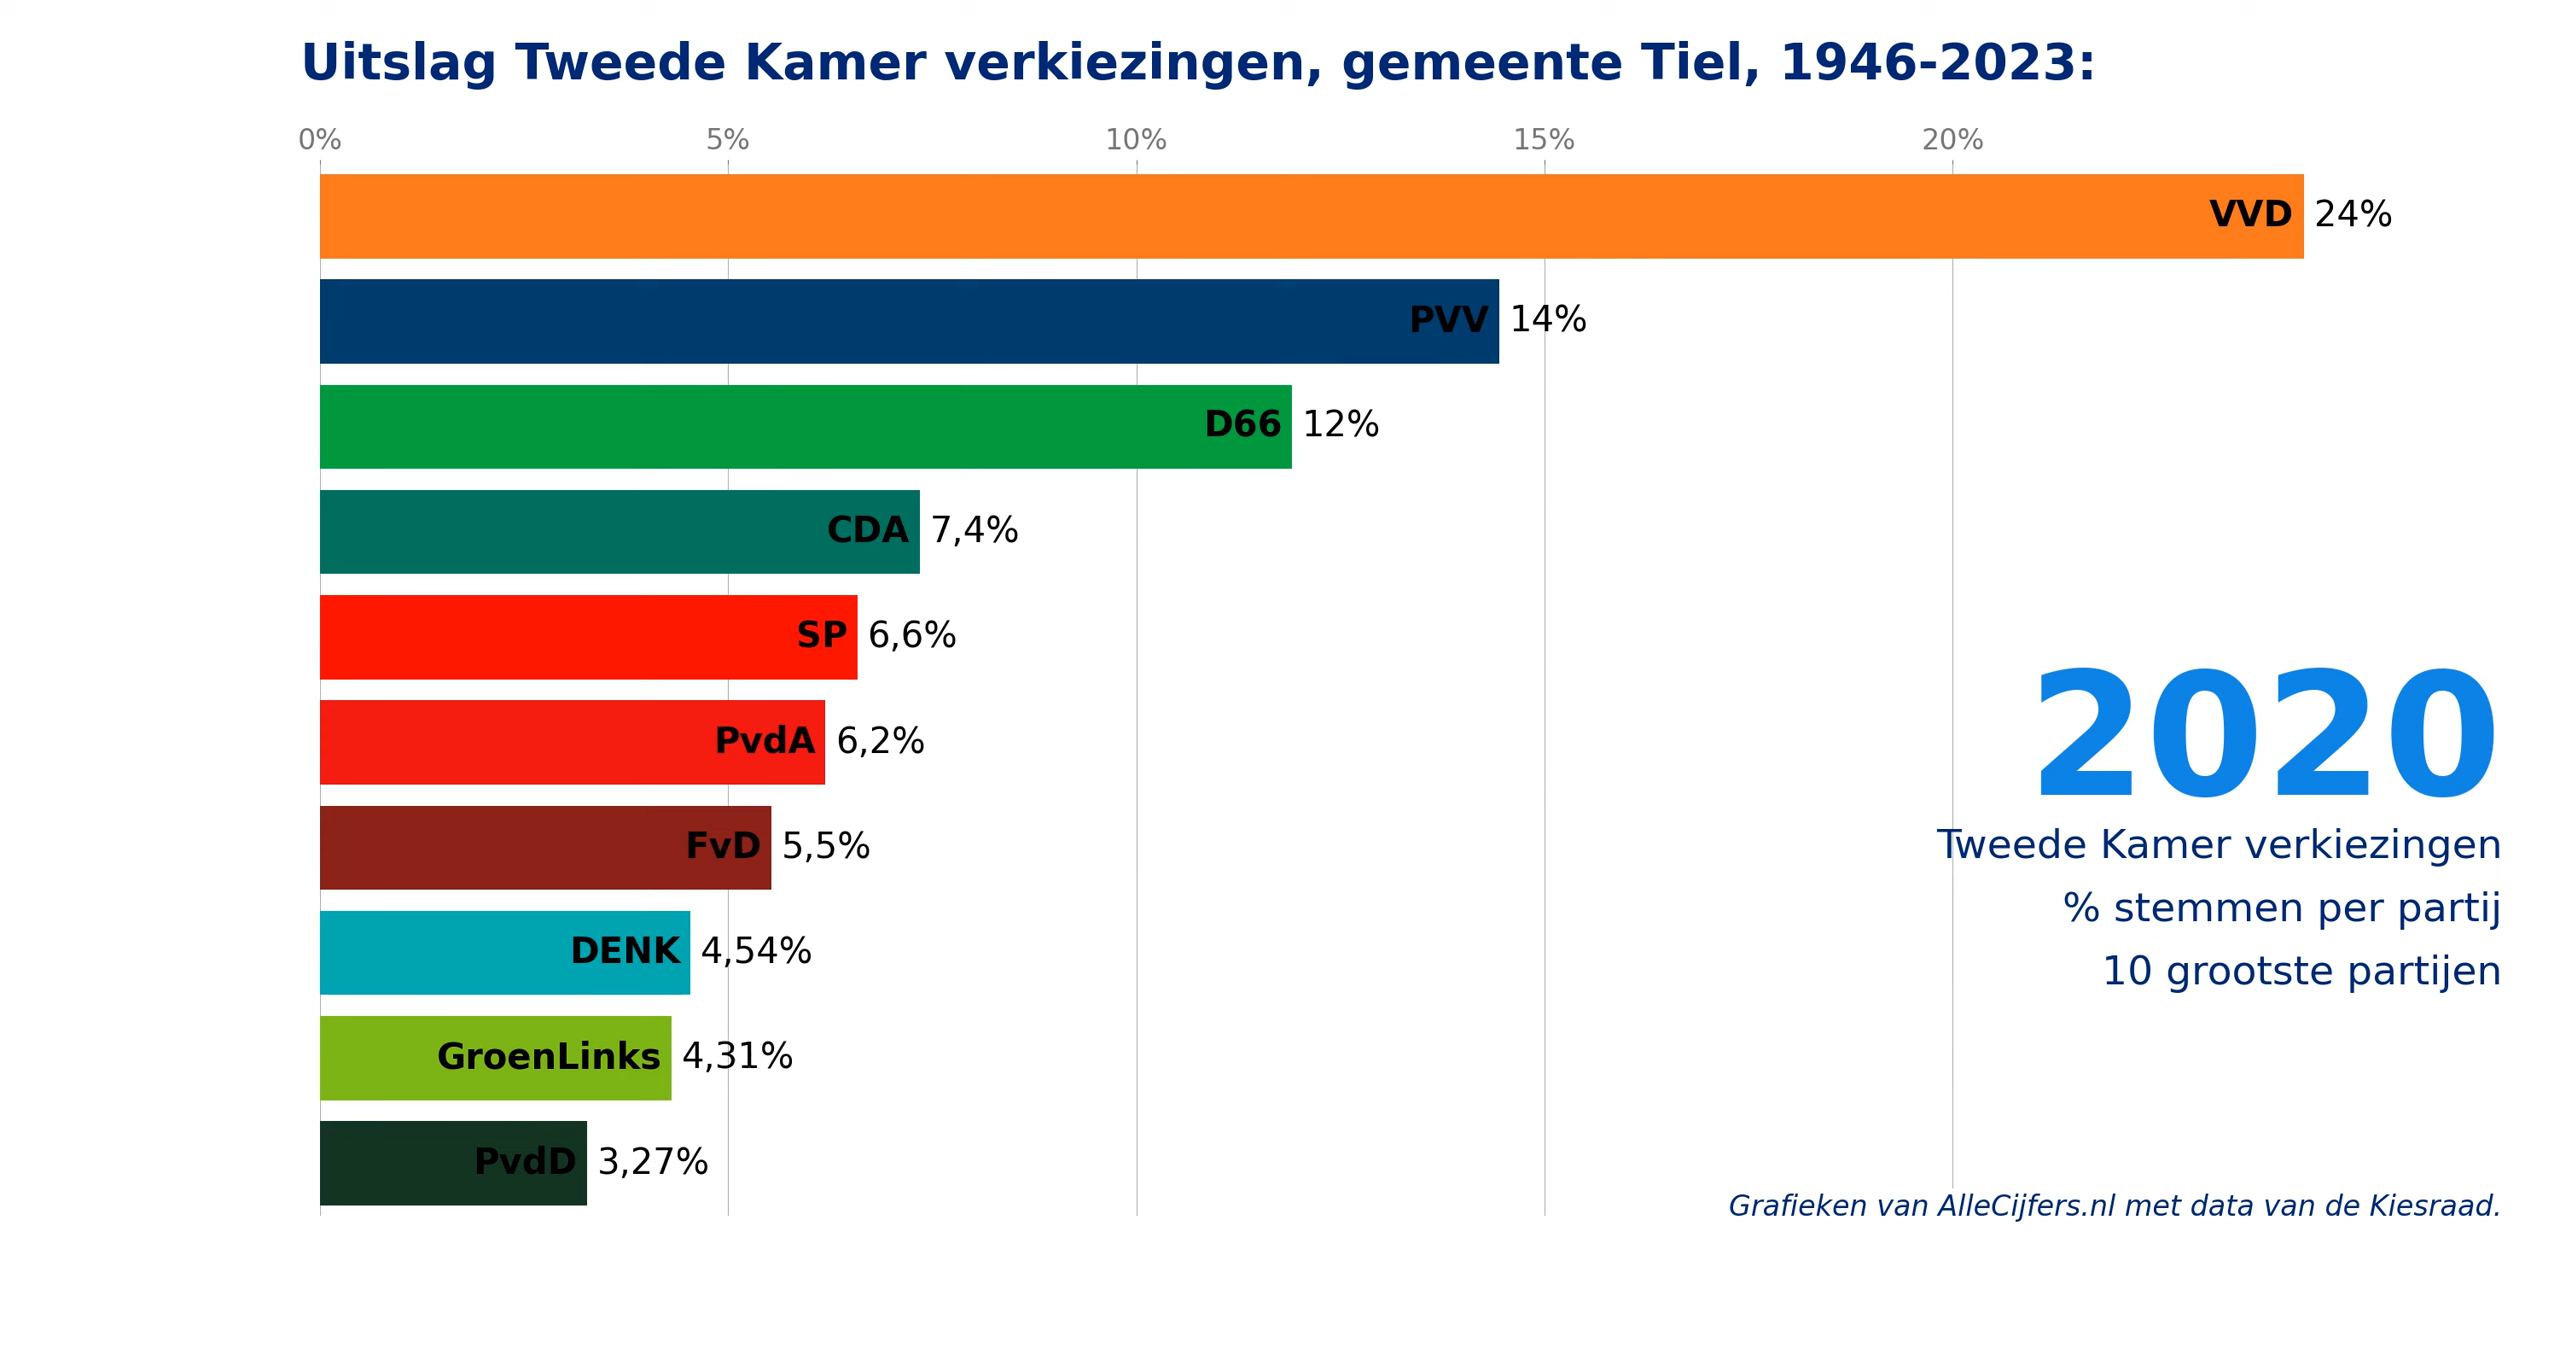 Uitslag Tweede Kamer verkiezingen, gemeente Tiel, 1946-2023:
0% 5% 10% 15% 20%
VVD 24%
PVV 14%
D66 12%
CDA 7,4%
SP 6,6%
PvdA 6,2%
FvD 5,5%
DENK 4,54%
GroenLinks 4,31%
PvdD 3,27%
2020
Tweede Kamer verkiezingen
% stemmen per partij
10 grootste partijen
Grafieken van AlleCijfers.nl met data van de Kiesraad.